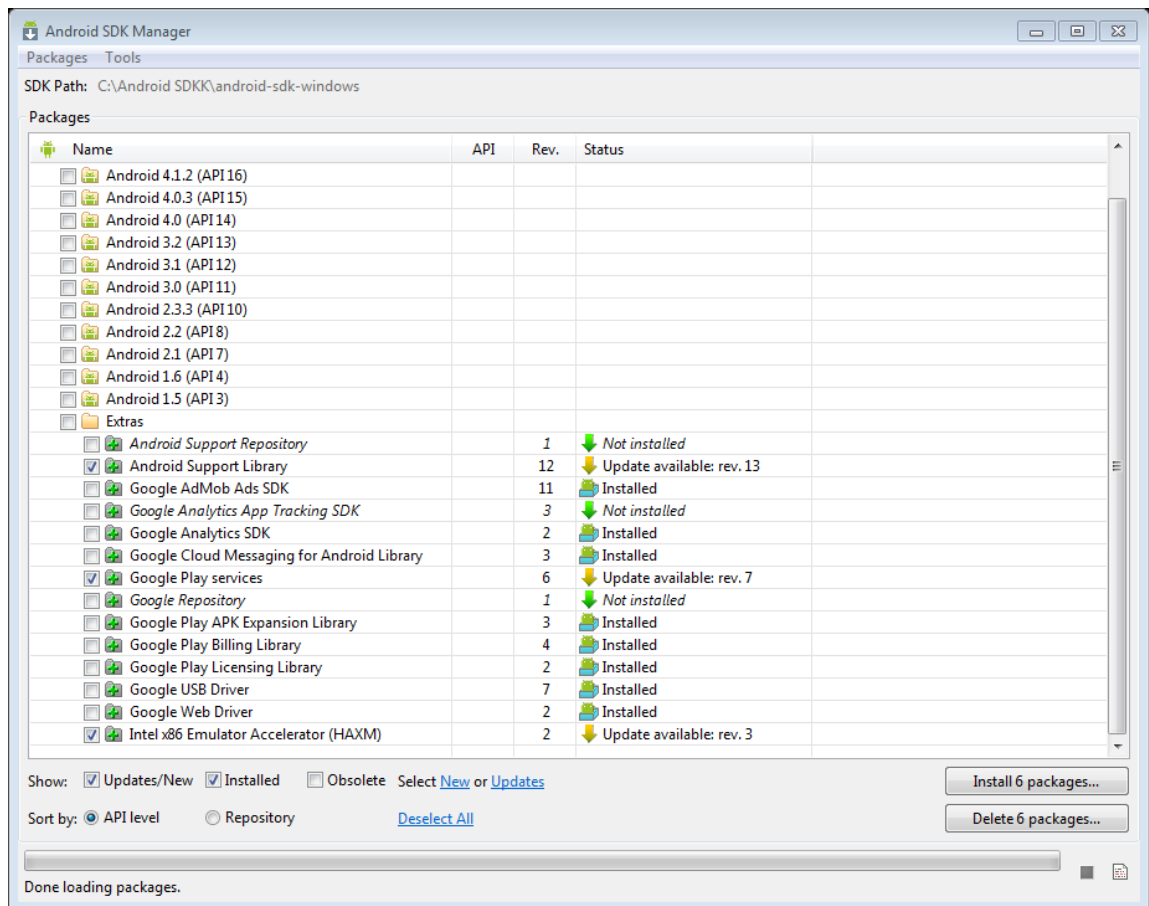 Android SDK Manager
Packages Tools
SDK Path: C:\Android SDKK\android-sdk-windows
Packages
Name API Rev. Status
Android 4.1.2 (API 16)
Android 4.0.3 (API 15)
Android 4.0 (API 14)
Android 3.2 (API 13)
Android 3.1 (API 12)
Android 3.0 (API 11)
Android 2.3.3 (API 10)
Android 2.2 (API 8)
Android 2.1 (API 7)
Android 1.6 (API 4)
Android 1.5 (API 3)
Extras
Android Support Repository 1 Not installed
Android Support Library 12 Update available: rev. 13
Google AdMob Ads SDK 11 Installed
Google Analytics App Tracking SDK 3 Not installed
Google Analytics SDK 2 Installed
Google Cloud Messaging for Android Library 3 Installed
Google Play services 6 Update available: rev. 7
Google Repository 1 Not installed
Google Play APK Expansion Library 3 Installed
Google Play Billing Library 4 Installed
Google Play Licensing Library 2 Installed
Google USB Driver 7 Installed
Google Web Driver 2 Installed
Intel x86 Emulator Accelerator (HAXM) 2 Update available: rev. 3
Show: Updates/New Installed Obsolete Select New or Updates Install 6 packages...
Sort by: API level Repository Deselect All Delete 6 packages...
Done loading packages.